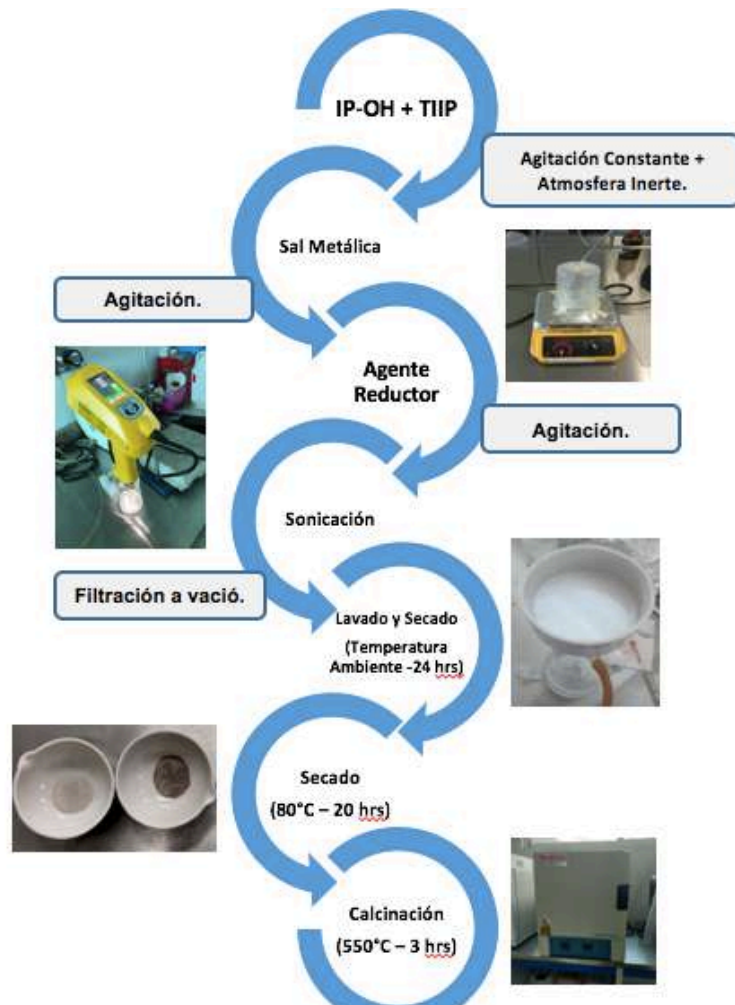 IP-OH + TIIP
Agitación Constante +
Atmosfera Inerte.
Sal Metálica
Agitación.
Agente
Reductor
Agitación.
Sonicación
Filtración a vació.
Lavado y Secado
(Temperatura
Ambiente -24 hrs)
Secado
(80°C – 20 hrs)
Calcinación
(550°C – 3 hrs)